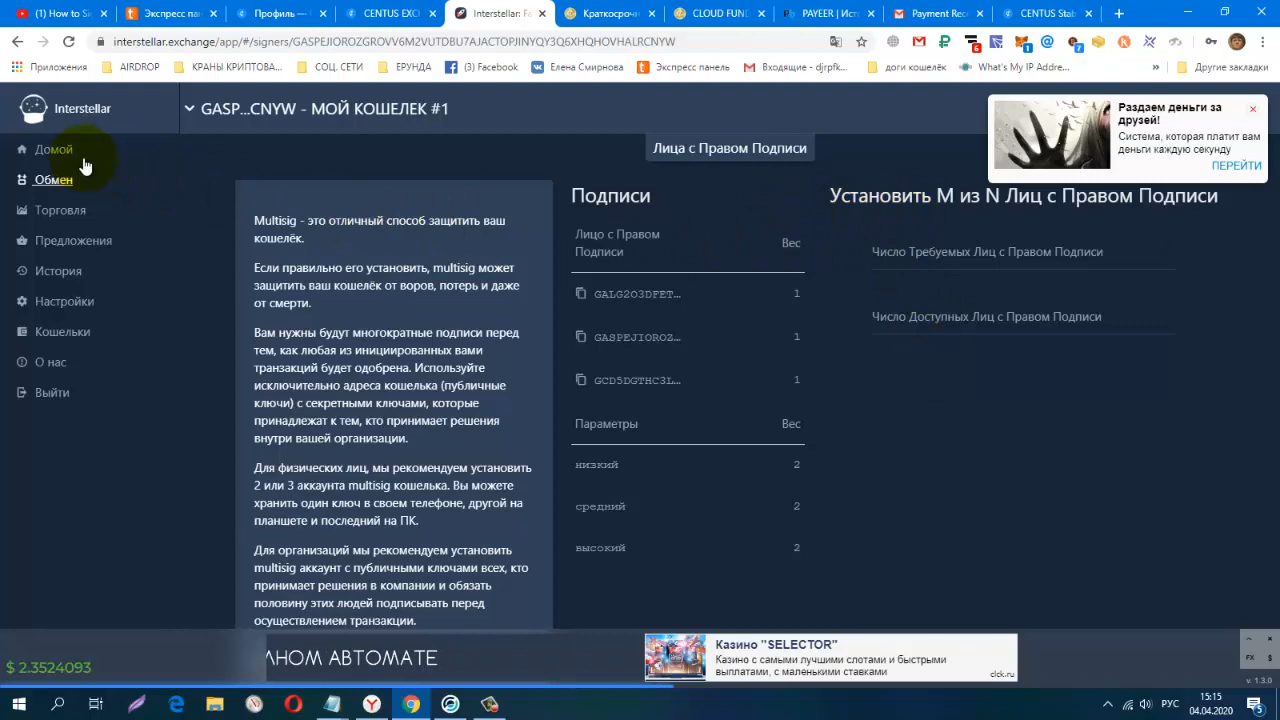 (1) How to Si
Экспресс пан
Профиль — C
CENTUS EXC
Interstellar: Fa
Краткосрочн
CLOUD FUND
PAYEER | Ист
Payment Rec
CENTUS Stab
interstellar.exchange/app/#/signers/GASPEJIOROZGROVV6M2VUTDBU7AJACTOPJINYQY3Q6XHQHOVHALRCNYW
Приложения
AIRDROP
КРАНЫ КРИПТОВА...
СОЦ. СЕТИ
ЕРУНДА
(3) Facebook
Елена Смирнова
Экспресс панель
Входящие - djrpfk...
доги кошелёк
What's My IP Addre...
»
Другие закладки
Interstellar
GASP...CNYW - МОЙ КОШЕЛЕК #1
Раздаем деньги за
друзей!
Система, которая платит вам
деньги каждую секунду
ПЕРЕЙТИ
Домой
Обмен
Торговля
Предложения
История
Настройки
Кошельки
О нас
Выйти
Лица с Правом Подписи
Multisig - это отличный способ защитить ваш
кошелёк.
Если правильно его установить, multisig может
защитить ваш кошелёк от воров, потерь и даже
от смерти.
Вам нужны будут многократные подписи перед
тем, как любая из инициированных вами
транзакций будет одобрена. Используйте
исключительно адреса кошелька (публичные
ключи) с секретными ключами, которые
принадлежат к тем, кто принимает решения
внутри вашей организации.
Для физических лиц, мы рекомендуем установить
2 или 3 аккаунта multisig кошелька. Вы можете
хранить один ключ в своем телефоне, другой на
планшете и последний на ПК.
Для организаций мы рекомендуем установить
multisig аккаунт с публичными ключами всех, кто
принимает решения в компании и обязать
половину этих людей подписывать перед
осуществлением транзакции.
Подписи
Лицо с Правом
Подписи
Вес
GALG2O3DFET... 1
GASPEJIOROZ... 1
GCD5DGTHC3L... 1
Параметры Вес
низкий 2
средний 2
высокий 2
Установить M из N Лиц с Правом Подписи
Число Требуемых Лиц с Правом Подписи
Число Доступных Лиц с Правом Подписи
$ 2.3524093
ЛНОМ АВТОМАТЕ
Казино "SELECTOR"
Казино с самыми лучшими слотами и быстрыми
выплатами, с маленькими ставками
clck.ru
FX $
v. 1.3.0
РУС
15:15
04.04.2020